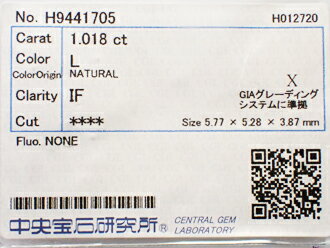 No. H9441705 H012720
Carat 1.018 ct
Color L
ColorOrigin NATURAL
Clarity IF
X
GIAグレーディング
システムに準拠
Cut ****
Size 5.77 × 5.28 × 3.87 mm
Fluo. NONE
中央宝石研究所® CENTRAL GEM
LABORATORY